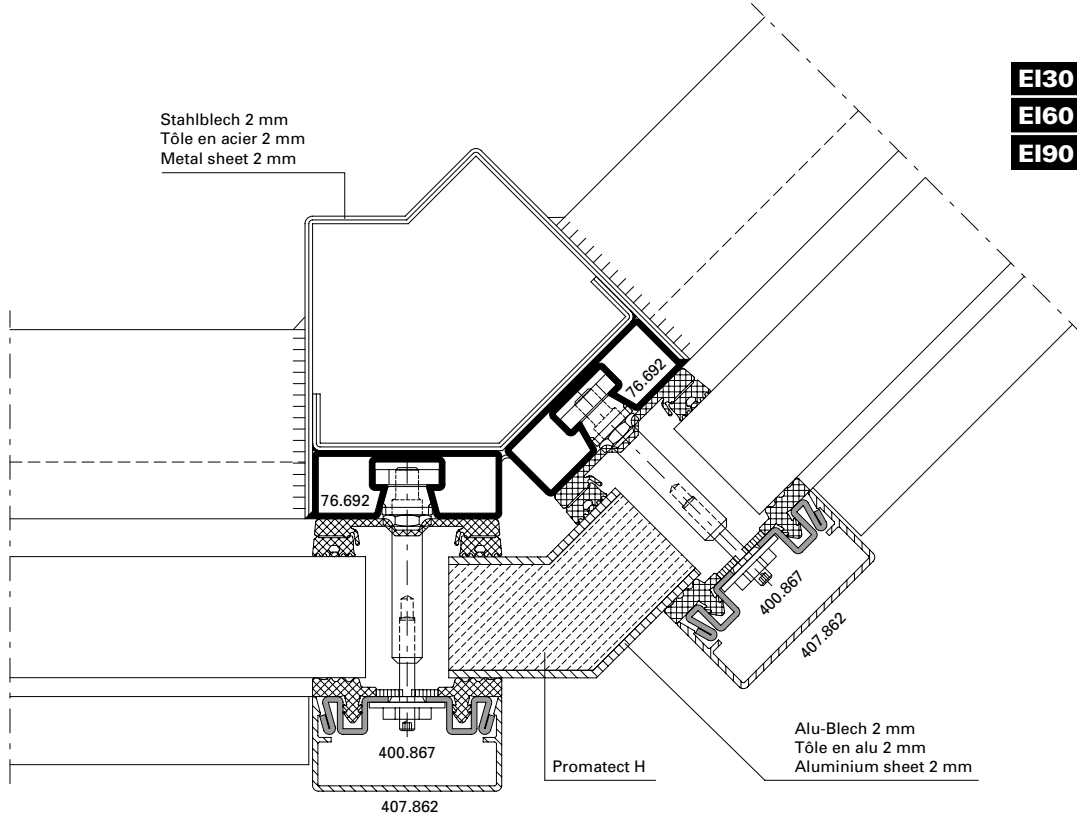 EI30
EI60
EI90
Stahlblech 2 mm
Tôle en acier 2 mm
Metal sheet 2 mm
76.692
76.692
400.867
407.862
400.867
407.862
Promatect H
Alu-Blech 2 mm
Tôle en alu 2 mm
Aluminium sheet 2 mm